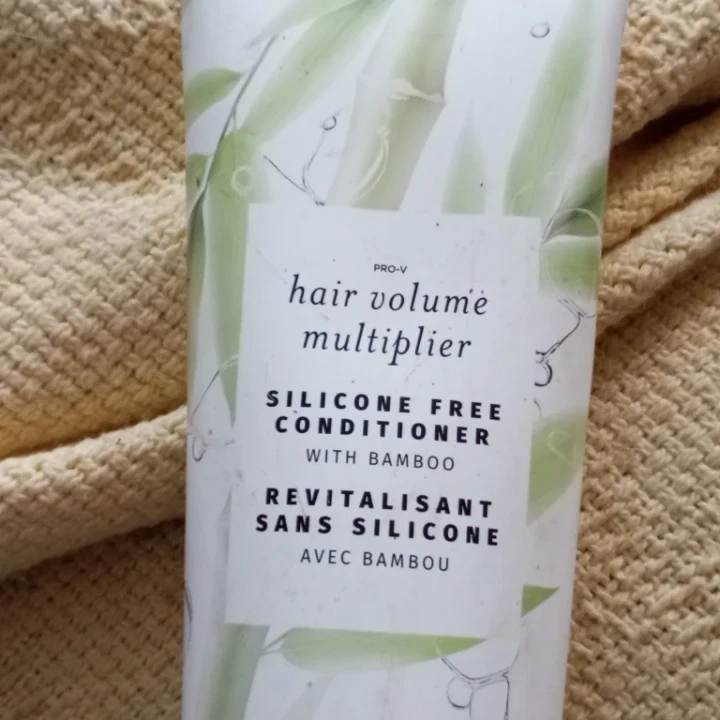 PRO-V
hair volume
multiplier
SILICONE FREE
CONDITIONER
WITH BAMBOO
REVITALISANT
SANS SILICONE
AVEC BAMBOU